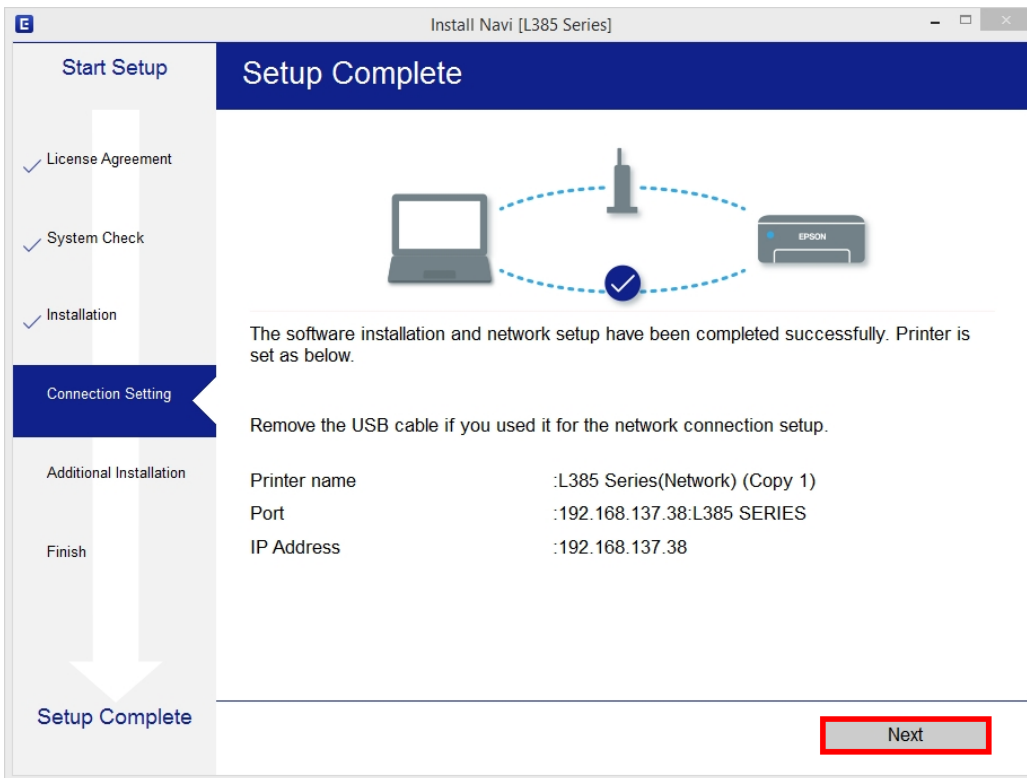 Install Navi [L385 Series]
Start Setup
License Agreement
System Check
Installation
Connection Setting
Additional Installation
Finish
Setup Complete
Setup Complete
EPSON
The software installation and network setup have been completed successfully. Printer is
set as below.
Remove the USB cable if you used it for the network connection setup.
Printer name :L385 Series(Network) (Copy 1)
Port :192.168.137.38:L385 SERIES
IP Address :192.168.137.38
Next